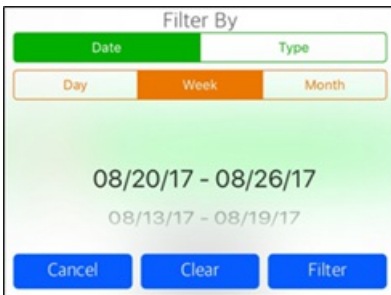 Filter By
Date Type
Day Week Month
08/20/17 - 08/26/17
08/13/17 - 08/19/17
Cancel Clear Filter